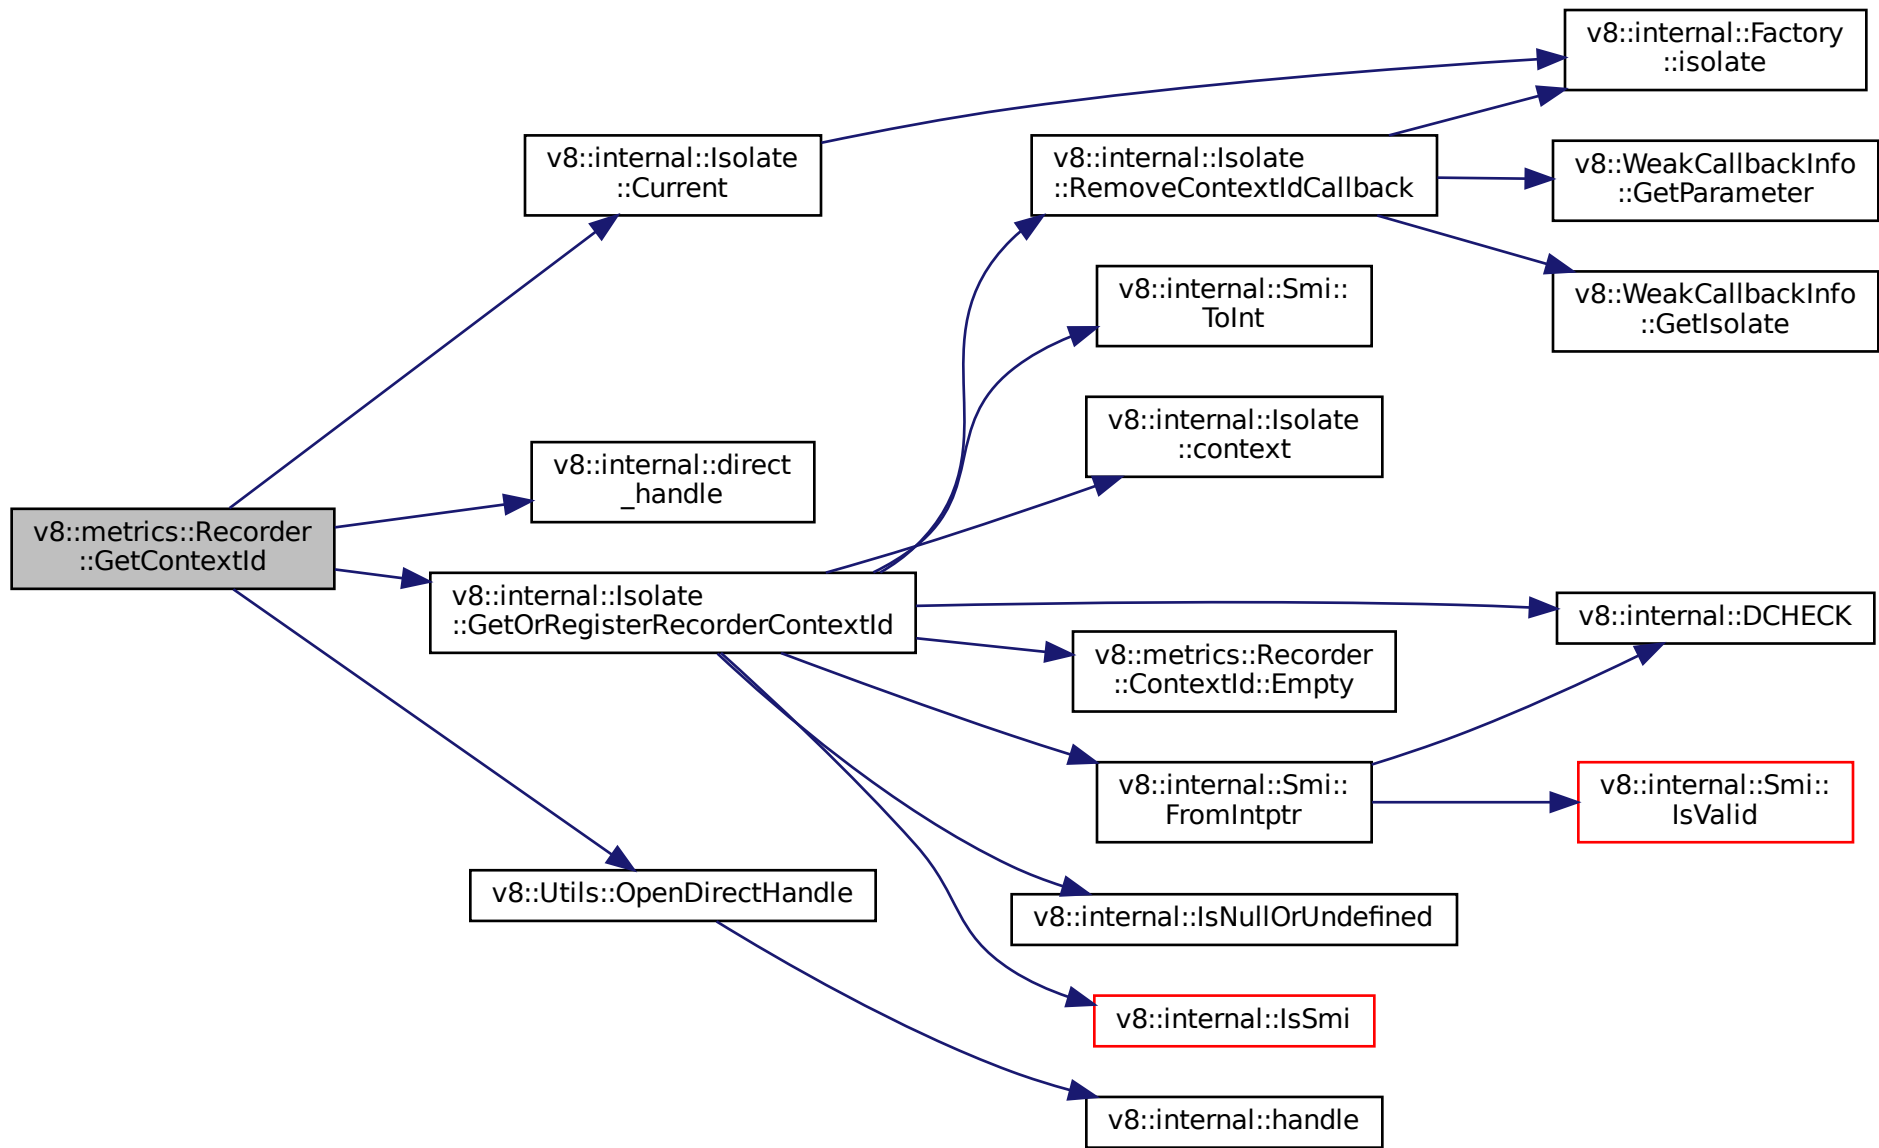 v8::metrics::Recorder
::GetContextId
v8::internal::Isolate
::Current
v8::internal::direct
_handle
v8::internal::Isolate
::GetOrRegisterRecorderContextId
v8::Utils::OpenDirectHandle
v8::internal::Isolate
::RemoveContextIdCallback
v8::internal::Smi::
ToInt
v8::internal::Isolate
::context
v8::metrics::Recorder
::ContextId::Empty
v8::internal::Smi::
FromIntptr
v8::internal::IsNullOrUndefined
v8::internal::IsSmi
v8::internal::handle
v8::internal::Factory
::isolate
v8::WeakCallbackInfo
::GetParameter
v8::WeakCallbackInfo
::GetIsolate
v8::internal::DCHECK
v8::internal::Smi::
IsValid